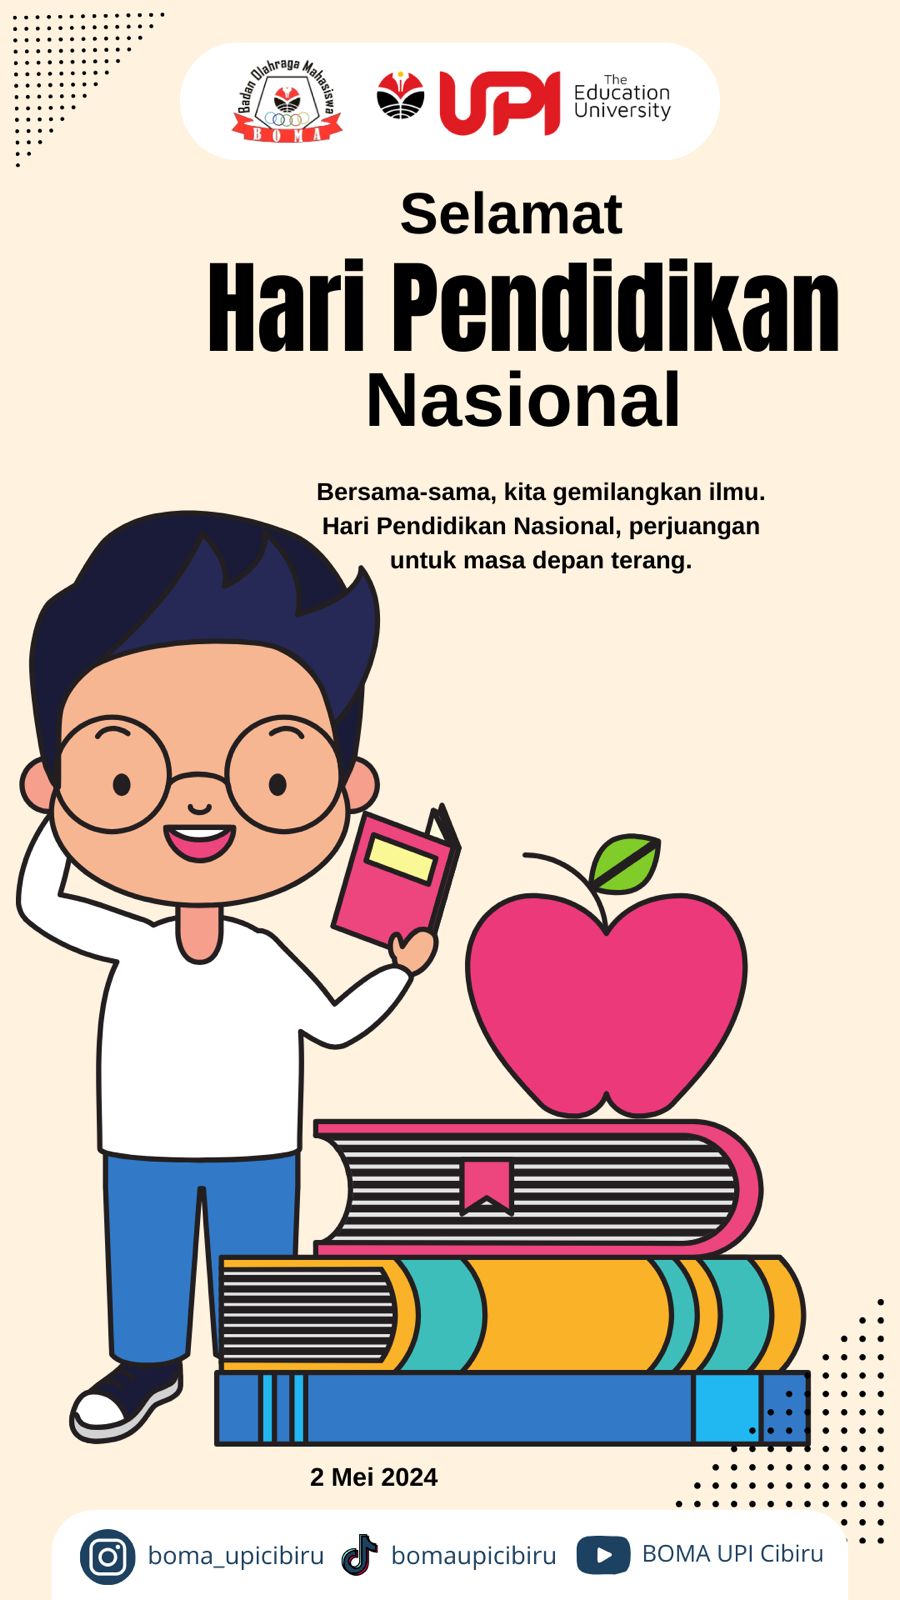 Badan Olahraga Mahasiswa
BOMA
UPI
The
Education
University
Selamat
Hari Pendidikan
Nasional
Bersama-sama, kita gemilangkan ilmu.
Hari Pendidikan Nasional, perjuangan
untuk masa depan terang.
2 Mei 2024
boma_upicibiru
bomaupicibiru
BOMA UPI Cibiru